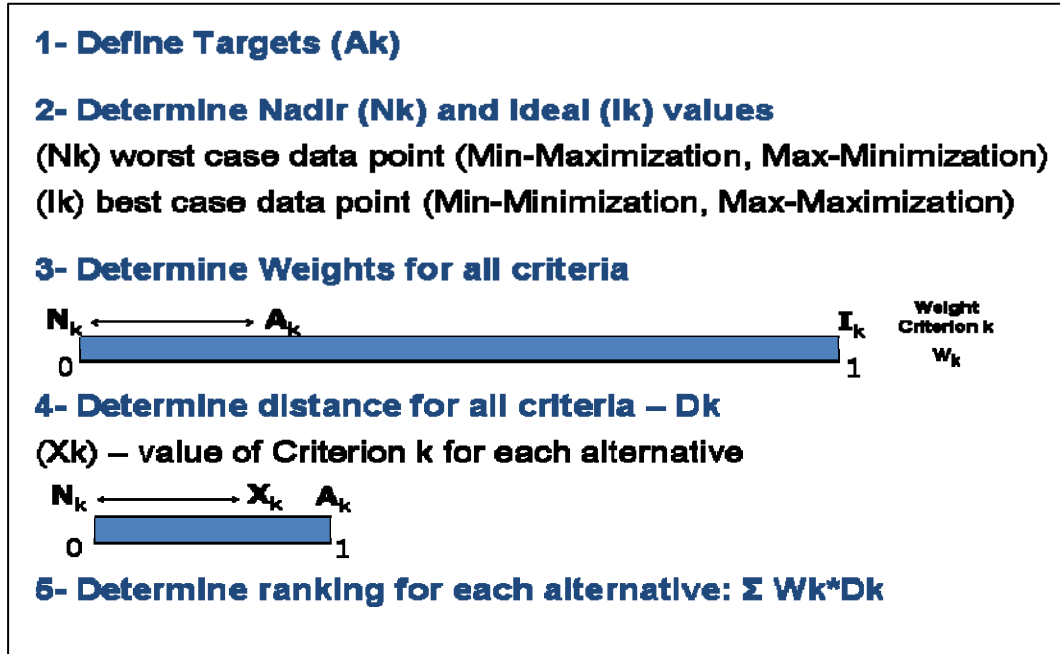 1- Define Targets (Ak)
2- Determine Nadir (Nk) and Ideal (Ik) values
(Nk) worst case data point (Min-Maximization, Max-Minimization)
(Ik) best case data point (Min-Minimization, Max-Maximization)
3- Determine Weights for all criteria
Nk Ak Ik Weight
Criterion k
0 1 Wk
4- Determine distance for all criteria – Dk
(Xk) – value of Criterion k for each alternative
Nk Xk Ak
0 1
5- Determine ranking for each alternative: Σ Wk*Dk